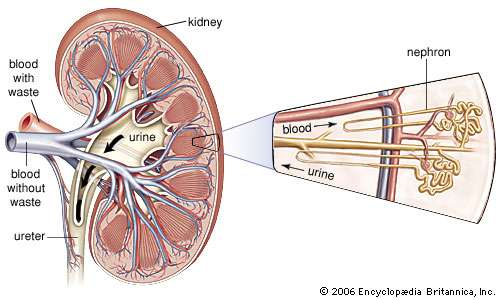 kidney
nephron
blood
with
waste
urine
blood
urine
blood
without
waste
ureter
© 2006 Encyclopædia Britannica, Inc.